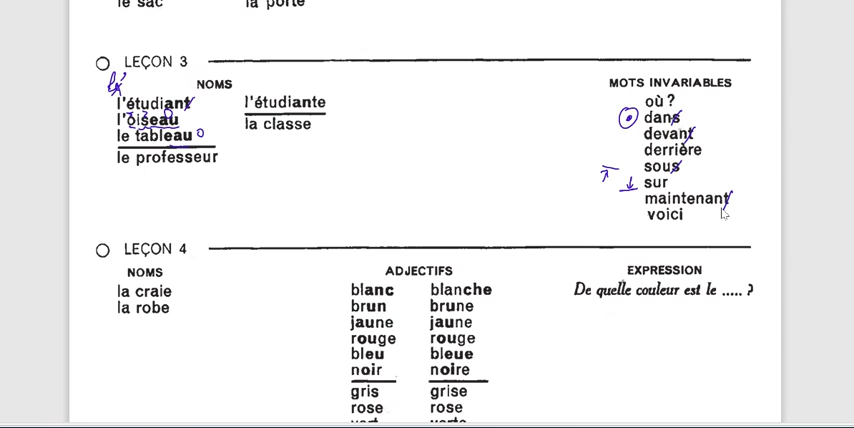 le sac la porte
LEÇON 3
NOMS
l'étudiant l'étudiante
l'oiseau
la classe
le tableau
le professeur
MOTS INVARIABLES
où ?
dans
devant
derrière
sous
sur
maintenant
voici
LEÇON 4
NOMS
la craie
la robe
ADJECTIFS
blanc blanche
brun brune
jaune jaune
rouge rouge
bleu bleue
noir noire
gris grise
rose rose
vert verte
EXPRESSION
De quelle couleur est le ..... ?